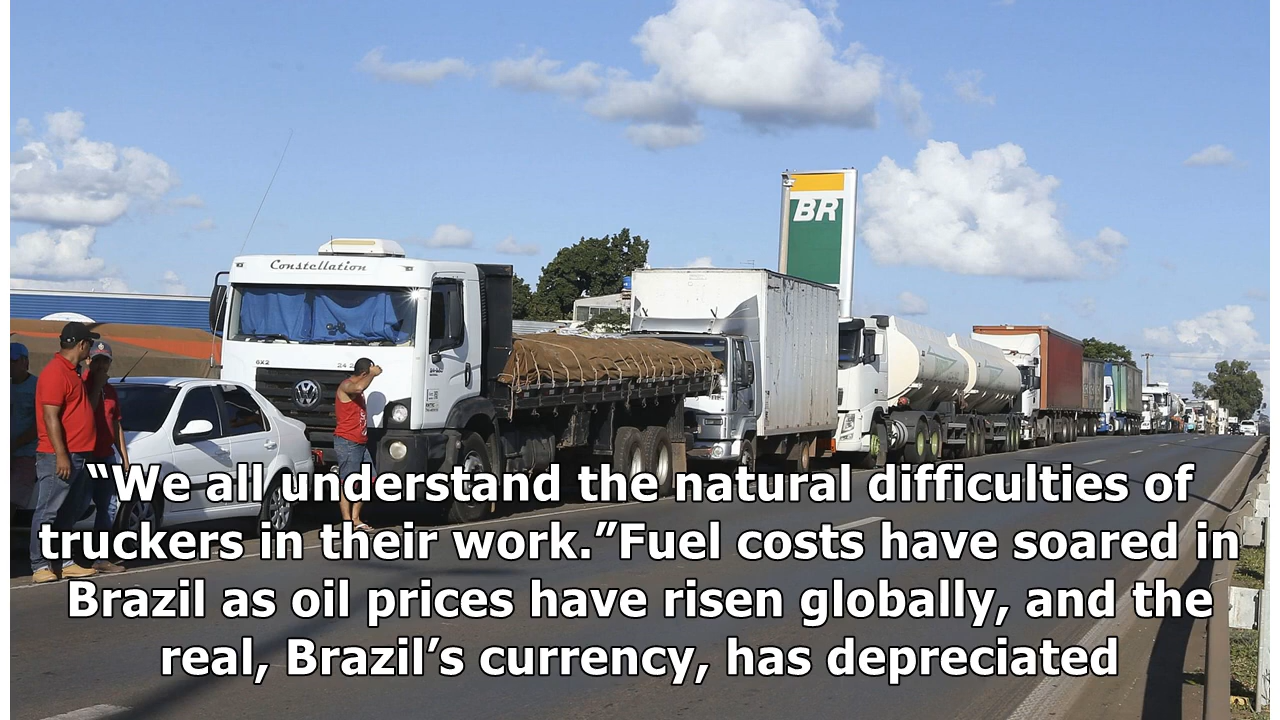 Constellation
BR
6X2
“We all understand the natural difficulties of
truckers in their work.”Fuel costs have soared in
Brazil as oil prices have risen globally, and the
real, Brazil’s currency, has depreciated